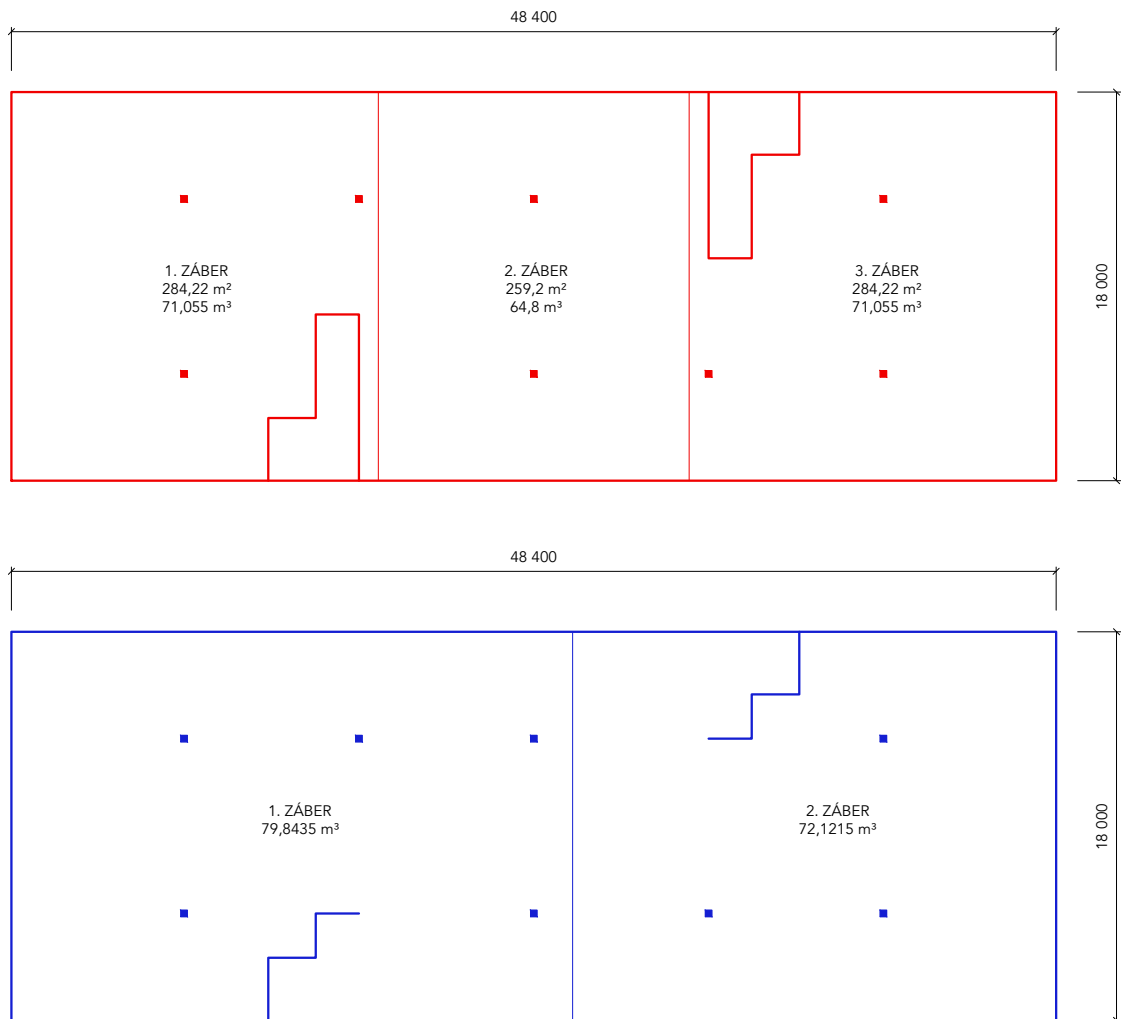 48 400
1. ZÁBER
284,22 m²
71,055 m³
2. ZÁBER
259,2 m²
64,8 m³
3. ZÁBER
284,22 m²
71,055 m³
18 000
48 400
1. ZÁBER
79,8435 m³
2. ZÁBER
72,1215 m³
18 000